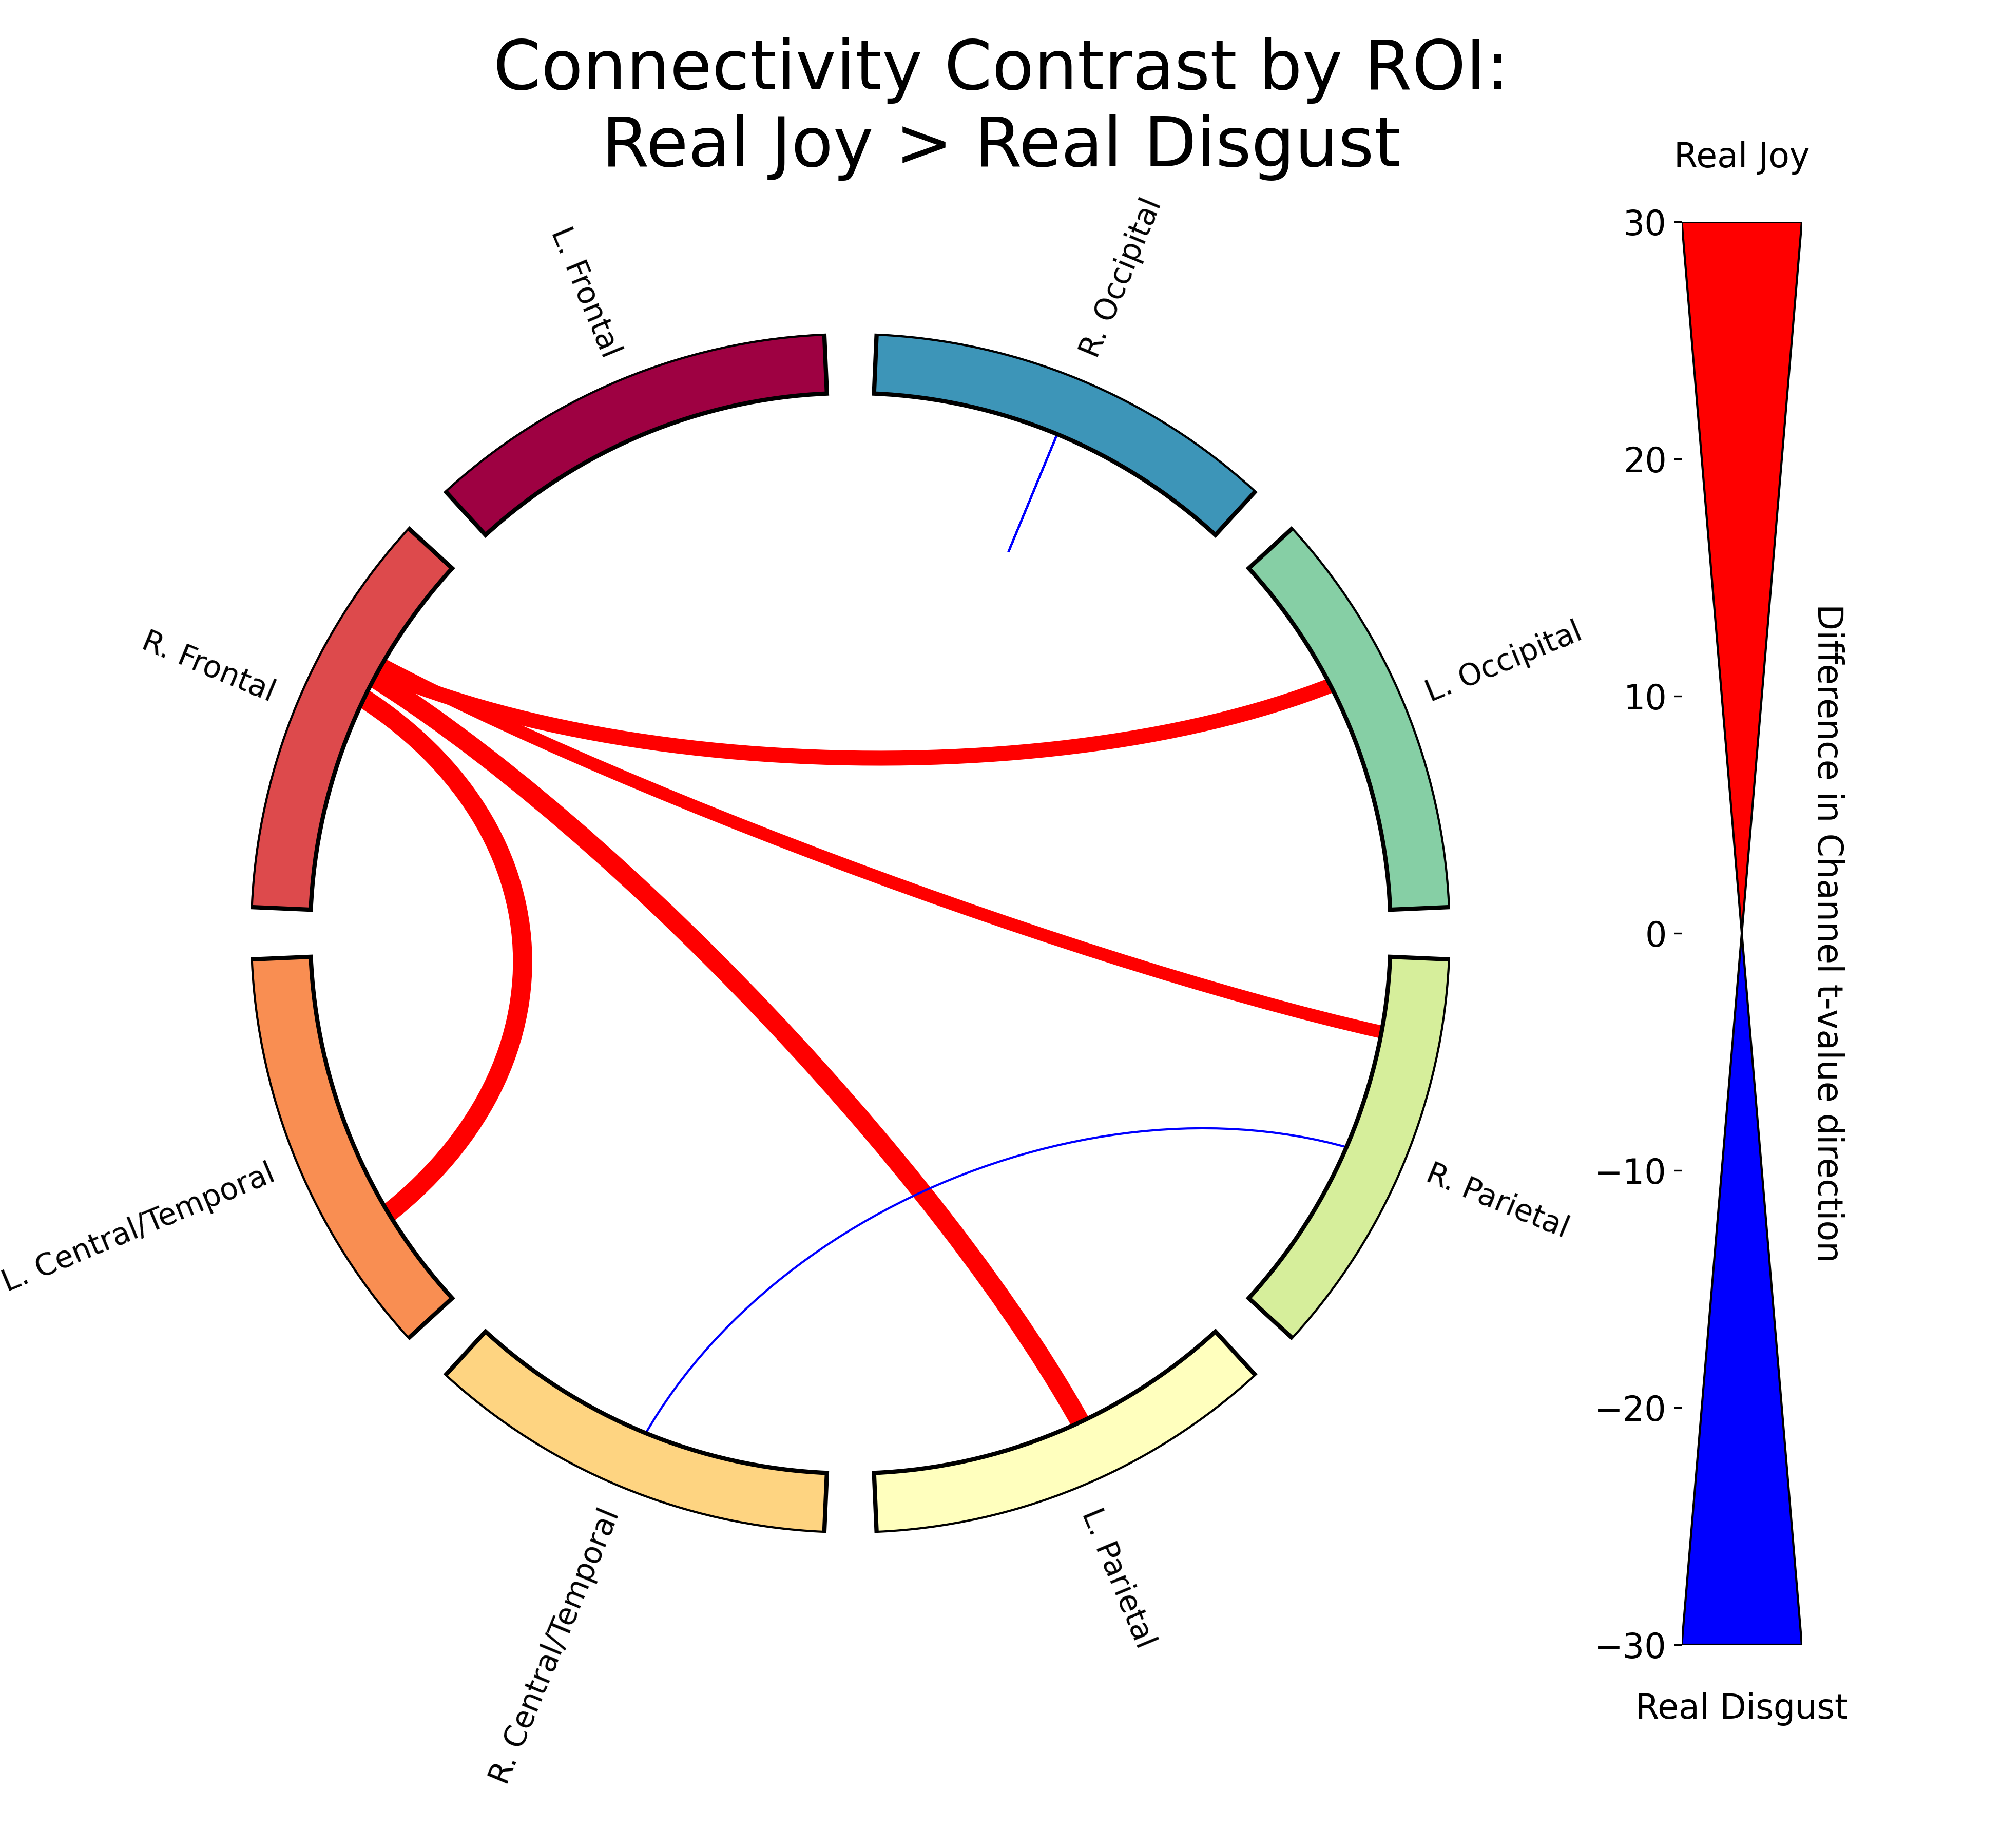 Connectivity Contrast by ROI:
Real Joy > Real Disgust
L. Frontal
R. Occipital
R. Frontal
L. Occipital
L. Central/Temporal
R. Parietal
R. Central/Temporal
L. Parietal
Real Joy
30
20
10
0
−10
−20
−30
Difference in Channel t-value direction
Real Disgust